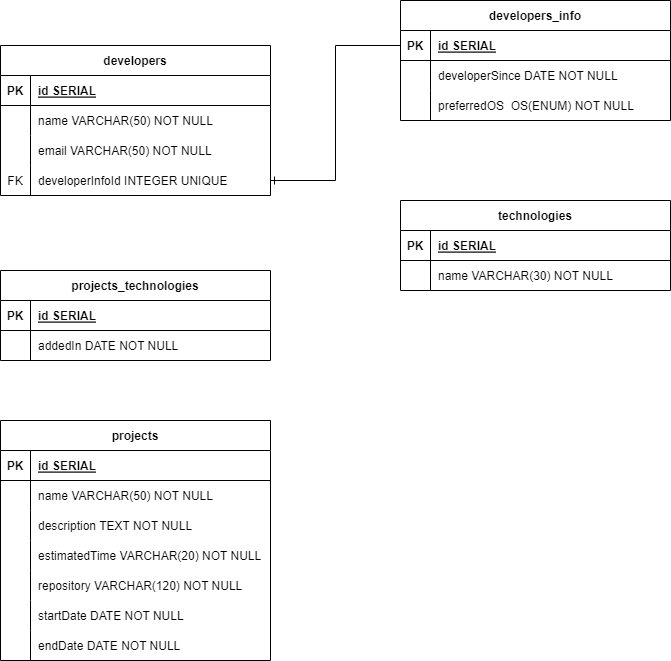 developers_info
PK id SERIAL
developerSince DATE NOT NULL
preferredOS  OS(ENUM) NOT NULL
developers
PK id SERIAL
name VARCHAR(50) NOT NULL
email VARCHAR(50) NOT NULL
FK developerInfoId INTEGER UNIQUE
technologies
PK id SERIAL
name VARCHAR(30) NOT NULL
projects_technologies
PK id SERIAL
addedIn DATE NOT NULL
projects
PK id SERIAL
name VARCHAR(50) NOT NULL
description TEXT NOT NULL
estimatedTime VARCHAR(20) NOT NULL
repository VARCHAR(120) NOT NULL
startDate DATE NOT NULL
endDate DATE NOT NULL